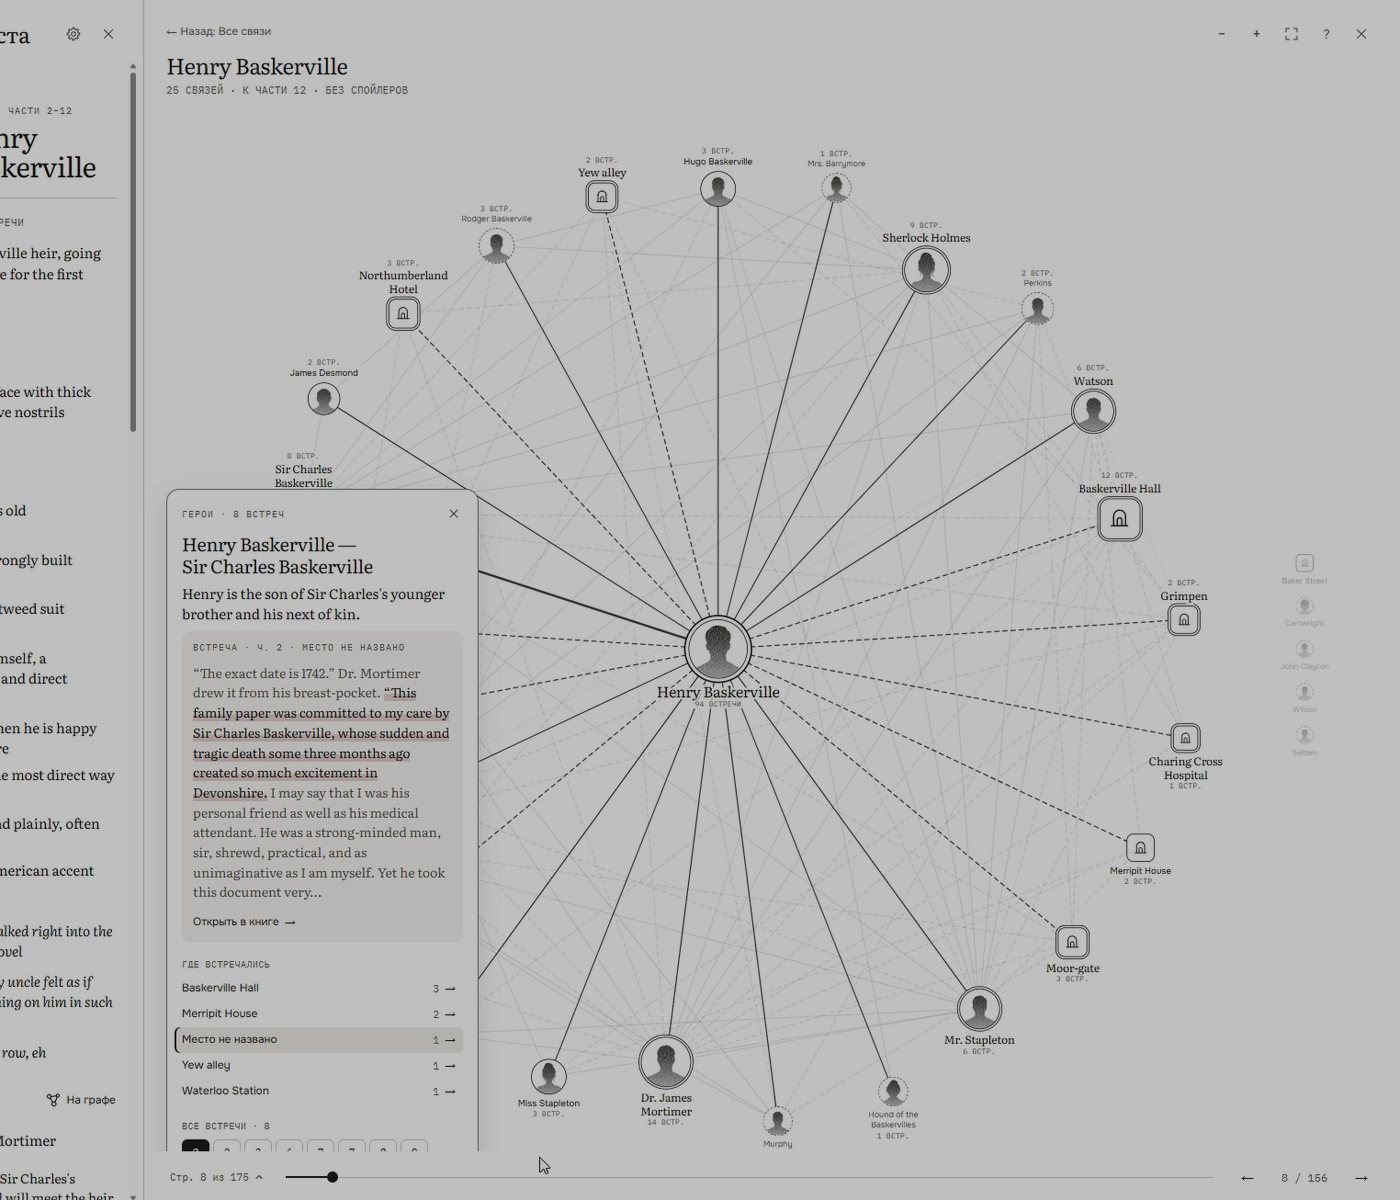 ста
ЧАСТИ 2–12
nry
skerville
РЕЧИ
ville heir, going
e for the first
face with thick
ve nostrils
s old
rongly built
tweed suit
mself, a
and direct
hen he is happy
re
he most direct way
nd plainly, often
merican accent
alked right into the
ovel
y uncle felt as if
ing on him in such
row, eh
На графе
Mortimer
Sir Charles's
l will meet the heir
← Назад: Все связи
Henry Baskerville
25 СВЯЗЕЙ · К ЧАСТИ 12 · БЕЗ СПОЙЛЕРОВ
− + ?
3 ВСТР.
Hugo Baskerville
1 ВСТР.
Mrs. Barrymore
2 ВСТР.
Yew alley
3 ВСТР.
Rodger Baskerville
9 ВСТР.
Sherlock Holmes
3 ВСТР.
Northumberland
Hotel
2 ВСТР.
Perkins
2 ВСТР.
James Desmond
6 ВСТР.
Watson
8 ВСТР.
Sir Charles
Baskerville
12 ВСТР.
Baskerville Hall
2 ВСТР.
Grimpen
Baker Street
Cartwright
John Clayton
Wilson
Selden
Henry Baskerville
94 ВСТРЕЧИ
Charing Cross
Hospital
1 ВСТР.
Merripit House
2 ВСТР.
Moor-gate
3 ВСТР.
Mr. Stapleton
6 ВСТР.
Miss Stapleton
3 ВСТР.
Dr. James
Mortimer
14 ВСТР.
Murphy
Hound of the
Baskervilles
1 ВСТР.
ГЕРОИ · 8 ВСТРЕЧ
Henry Baskerville —
Sir Charles Baskerville
Henry is the son of Sir Charles's younger
brother and his next of kin.
ВСТРЕЧА · Ч. 2 · МЕСТО НЕ НАЗВАНО
“The exact date is 1742.” Dr. Mortimer
drew it from his breast-pocket. “This
family paper was committed to my care by
Sir Charles Baskerville, whose sudden and
tragic death some three months ago
created so much excitement in
Devonshire. I may say that I was his
personal friend as well as his medical
attendant. He was a strong-minded man,
sir, shrewd, practical, and as
unimaginative as I am myself. Yet he took
this document very…
Открыть в книге →
ГДЕ ВСТРЕЧАЛИСЬ
Baskerville Hall 3 →
Merripit House 2 →
Место не названо 1 →
Yew alley 1 →
Waterloo Station 1 →
ВСЕ ВСТРЕЧИ · 8
Стр. 8 из 175
← 8 / 156 →